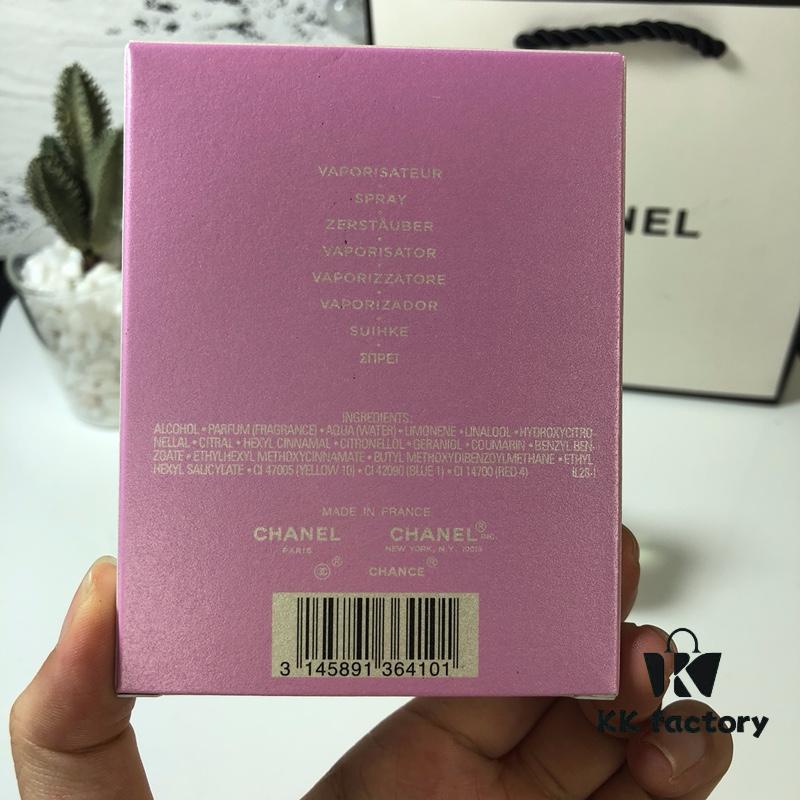 VAPORISATEUR
SPRAY
ZERSTÄUBER
VAPORISATOR
VAPORIZZATORE
VAPORIZADOR
SUIHKE
ΣΠΡΕΪ
INGREDIENTS:
ALCOHOL • PARFUM (FRAGRANCE) • AQUA (WATER) • LIMONENE • LINALOOL • HYDROXYCITRO-
NELLAL • CITRAL • HEXYL CINNAMAL • CITRONELLOL • GERANIOL • COUMARIN • BENZYL BEN-
ZOATE • ETHYLHEXYL METHOXYCINNAMATE • BUTYL METHOXYDIBENZOYLMETHANE • ETHYL
HEXYL SALICYLATE • CI 47005 (YELLOW 10) • CI 42090 (BLUE 1) • CI 14700 (RED 4)
MADE IN FRANCE
CHANEL CHANEL® INC.
PARIS NEW YORK, N.Y. 10019
® CHANCE®
3 145891 364101
NEL
KK factory